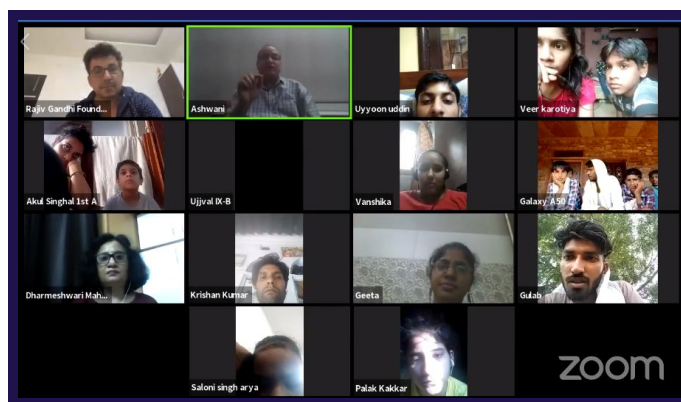 Rajiv Gandhi Found...
Ashwani
Uyyoon uddin
Veer karotiya
Akul Singhal 1st A
Ujjval IX-B
Vanshika
Galaxy A50
Dharmeshwari Mah...
Krishan Kumar
Geeta
Gulab
Saloni singh arya
Palak Kakkar
zoom